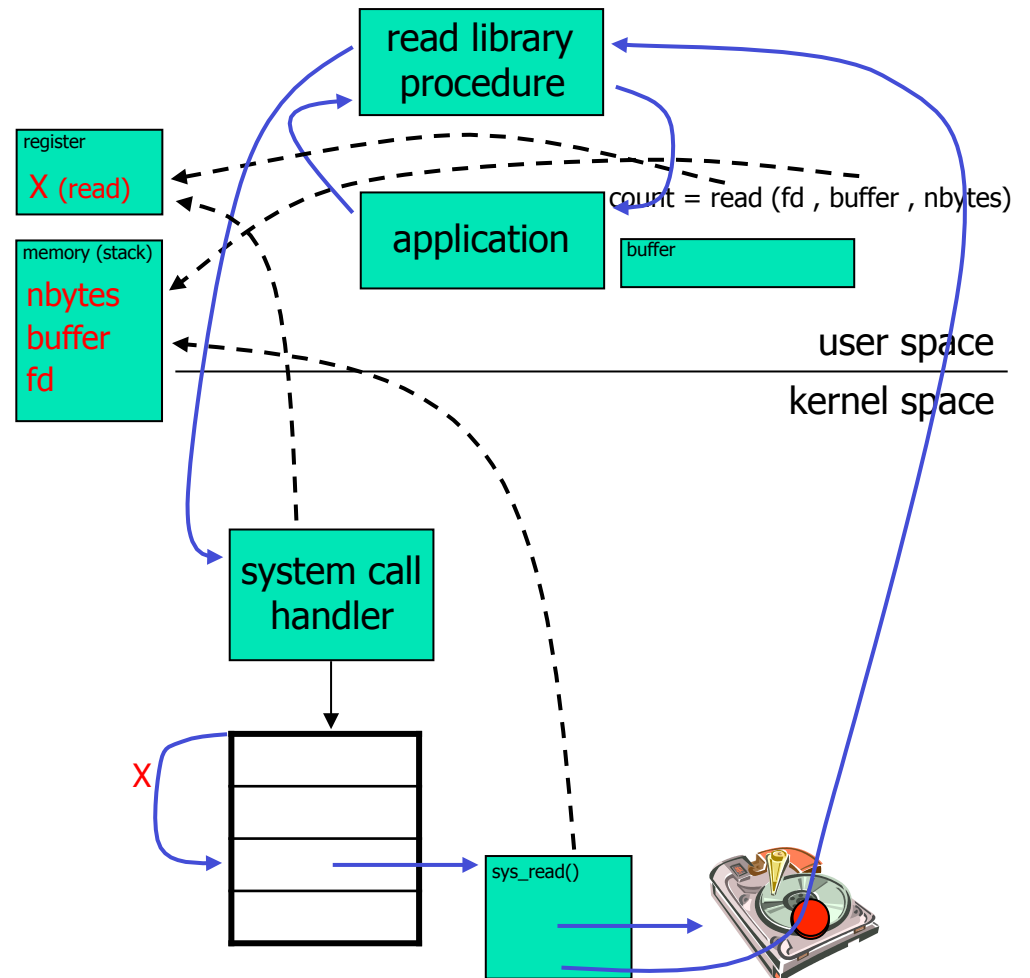 read library
procedure
register
X (read)
count = read (fd , buffer , nbytes)
application
buffer
memory (stack)
nbytes
buffer
fd
user space
kernel space
system call
handler
X
sys_read()